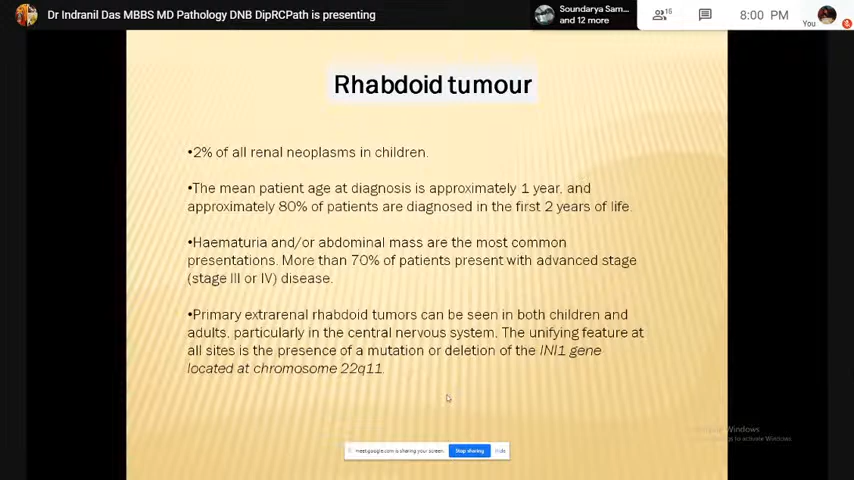 Dr Indranil Das MBBS MD Pathology DNB DipRCPath is presenting
Soundarya Sam...
and 12 more
16
8:00 PM
You
Rhabdoid tumour
•2% of all renal neoplasms in children.
•The mean patient age at diagnosis is approximately 1 year, and
approximately 80% of patients are diagnosed in the first 2 years of life.
•Haematuria and/or abdominal mass are the most common
presentations. More than 70% of patients present with advanced stage
(stage III or IV) disease.
•Primary extrarenal rhabdoid tumors can be seen in both children and
adults, particularly in the central nervous system. The unifying feature at
all sites is the presence of a mutation or deletion of the INI1 gene
located at chromosome 22q11.
Windows
to activate Windows.
meet.google.com is sharing your screen.
Stop sharing
Hide